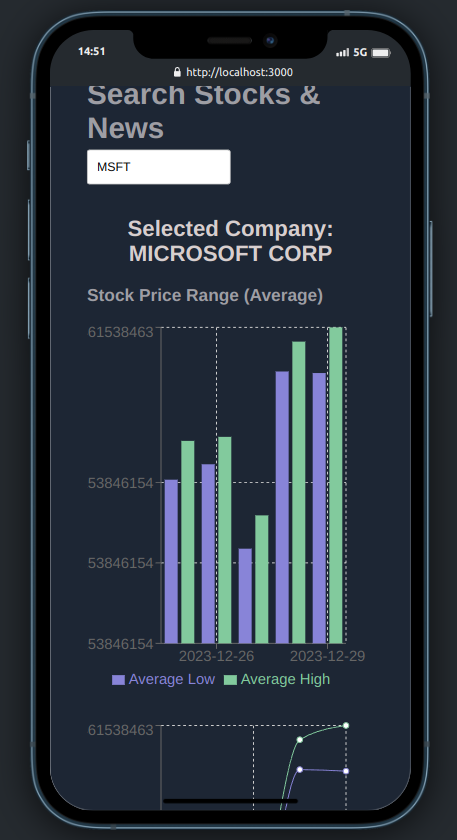 14:51
5G
http://localhost:3000
Search Stocks &
News
MSFT
Selected Company:
MICROSOFT CORP
Stock Price Range (Average)
61538463
53846154
53846154
53846154
2023-12-26
2023-12-29
Average Low
Average High
61538463